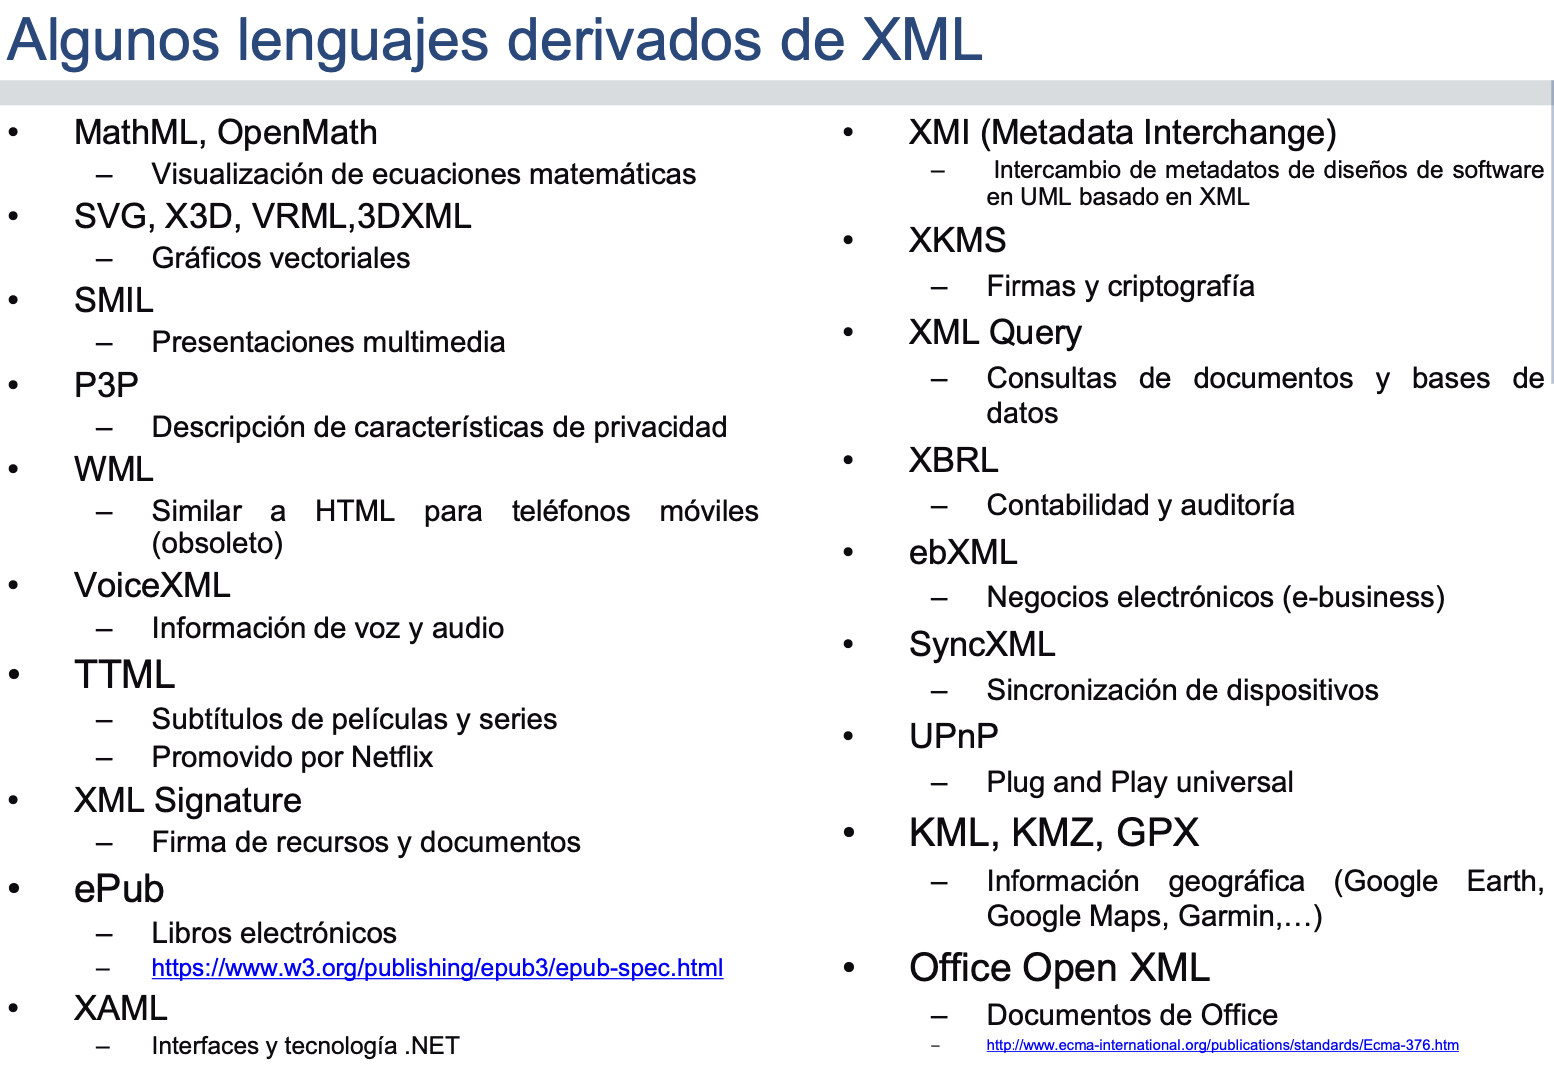 Algunos lenguajes derivados de XML
• MathML, OpenMath
– Visualización de ecuaciones matemáticas
• SVG, X3D, VRML,3DXML
– Gráficos vectoriales
• SMIL
– Presentaciones multimedia
• P3P
– Descripción de características de privacidad
• WML
– Similar a HTML para teléfonos móviles
(obsoleto)
• VoiceXML
– Información de voz y audio
• TTML
– Subtítulos de películas y series
– Promovido por Netflix
• XML Signature
– Firma de recursos y documentos
• ePub
– Libros electrónicos
– https://www.w3.org/publishing/epub3/epub-spec.html
• XAML
– Interfaces y tecnología .NET
• XMI (Metadata Interchange)
– Intercambio de metadatos de diseños de software
en UML basado en XML
• XKMS
– Firmas y criptografía
• XML Query
– Consultas de documentos y bases de
datos
• XBRL
– Contabilidad y auditoría
• ebXML
– Negocios electrónicos (e-business)
• SyncXML
– Sincronización de dispositivos
• UPnP
– Plug and Play universal
• KML, KMZ, GPX
– Información geográfica (Google Earth,
Google Maps, Garmin,…)
• Office Open XML
– Documentos de Office
– http://www.ecma-international.org/publications/standards/Ecma-376.htm